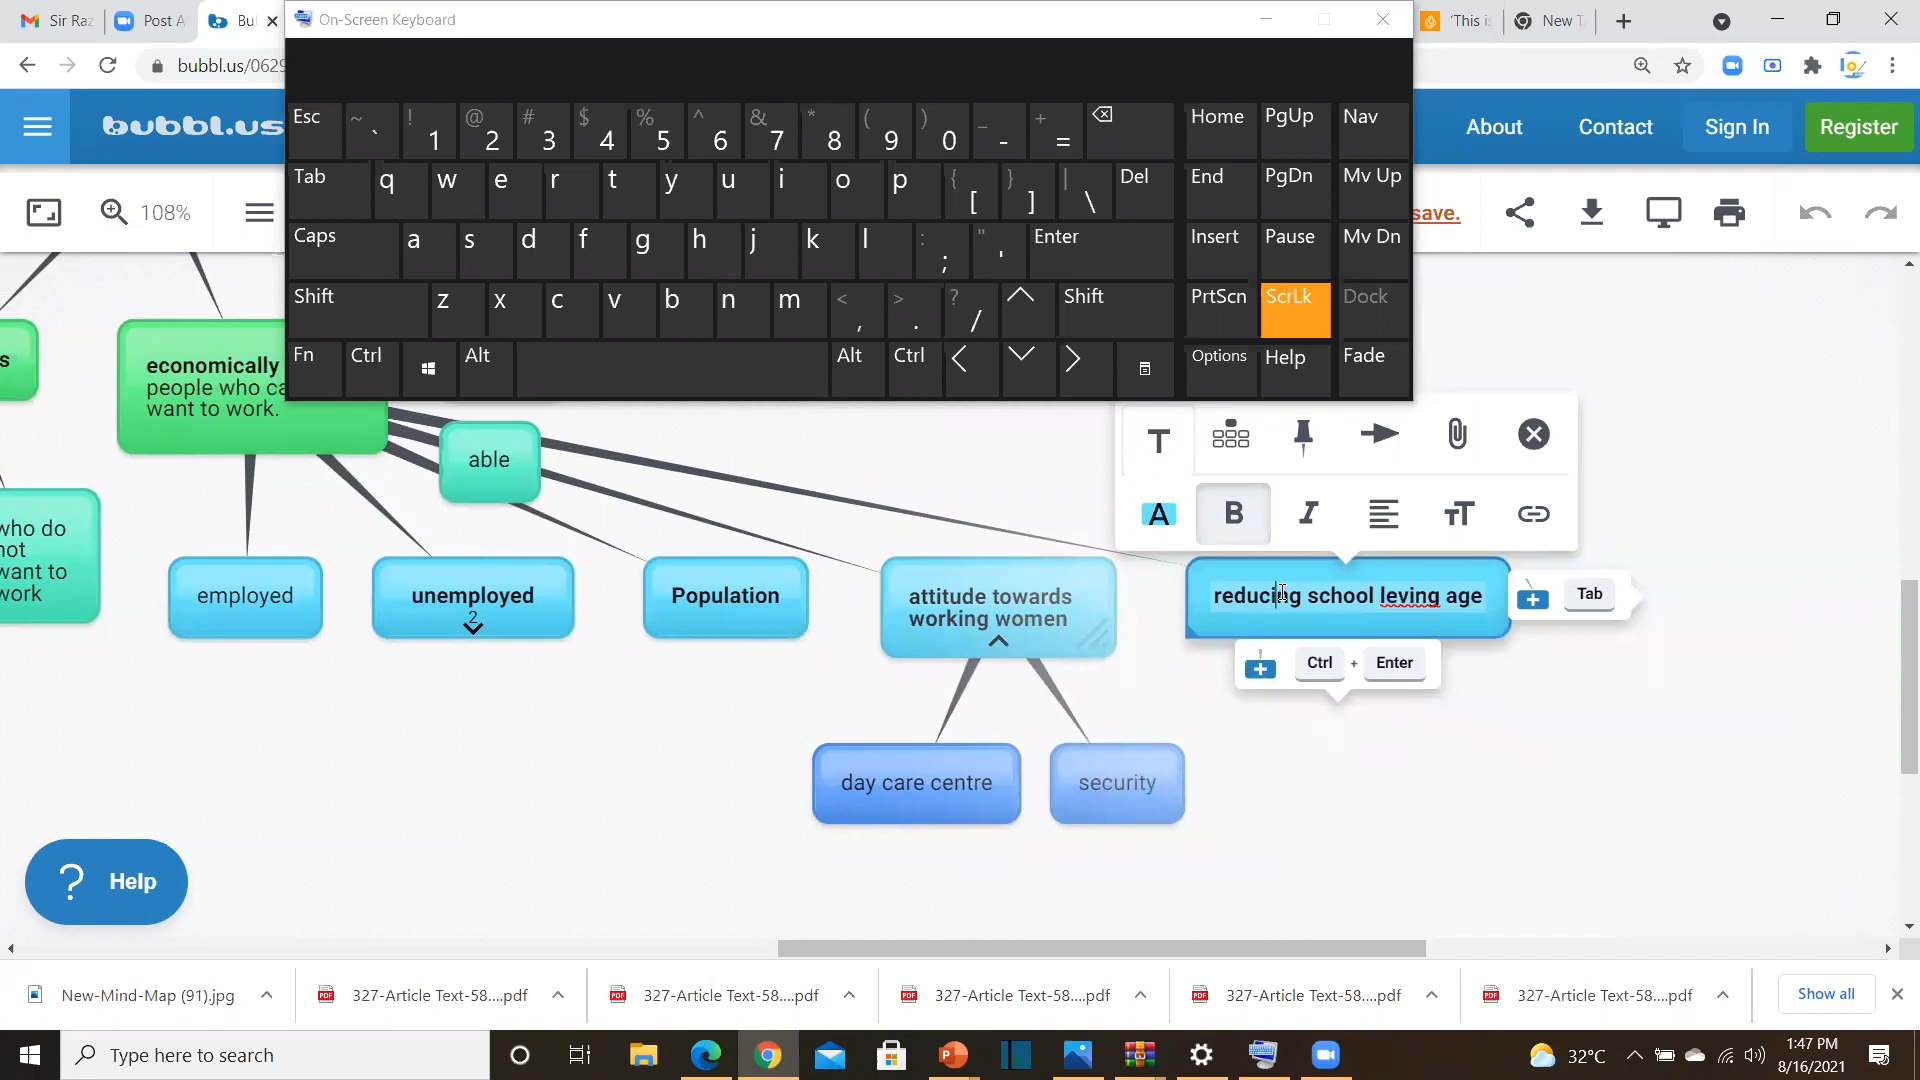 Sir Raz
Post A
Bu
On-Screen Keyboard
'This is
New T
bubbl.us/0629
Esc ~ ` ! 1 @ 2 # 3 $ 4 % 5 ^ 6 & 7 * 8 ( 9 ) 0 _ - + = Home PgUp Nav
Tab q w e r t y u i o p { [ } ] | \ Del End PgDn Mv Up
Caps a s d f g h j k l : ; " ' Enter Insert Pause Mv Dn
Shift z x c v b n m < , > . ? / Shift PrtScn ScrLk Dock
Fn Ctrl Alt Alt Ctrl Options Help Fade
bubbl.us
About
Contact
Sign In
Register
108%
save.
s
economically
people who ca
want to work.
able
T
A B I
who do
not
want to
work
employed
unemployed
2
Population
attitude towards
working women
reducing school leving age
Tab
Ctrl + Enter
day care centre
security
? Help
New-Mind-Map (91).jpg
327-Article Text-58....pdf
327-Article Text-58....pdf
327-Article Text-58....pdf
327-Article Text-58....pdf
327-Article Text-58....pdf
Show all
Type here to search
32°C
1:47 PM
8/16/2021